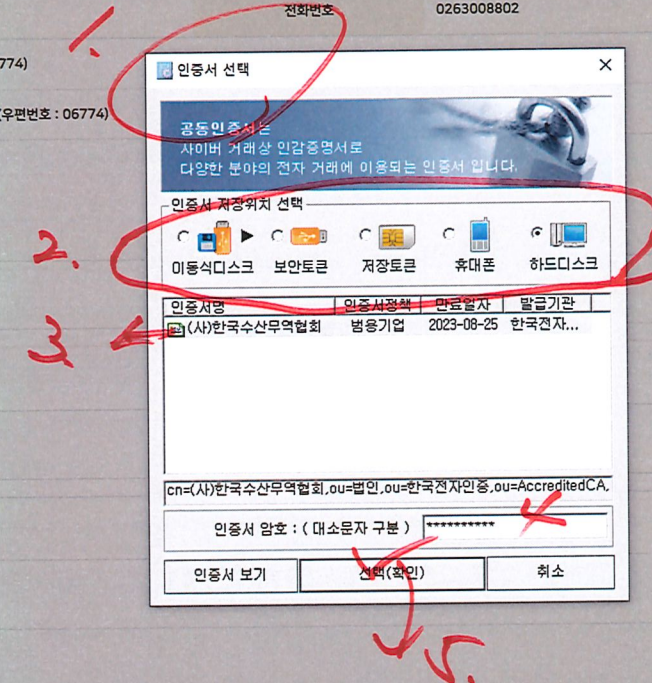 전화번호 0263008802
1.
774)
인증서 선택
(우편번호 : 06774)
공동인증서는
사이버 거래상 인감증명서로
다양한 분야의 전자 거래에 이용되는 인증서 입니다.
2.
인증서 저장위치 선택
이동식디스크 보안토큰 저장토큰 휴대폰 하드디스크
인증서명 인증서정책 만료일자 발급기관
3.
(사)한국수산무역협회 범용기업 2023-08-25 한국전자...
cn=(사)한국수산무역협회,ou=법인,ou=한국전자인증,ou=AccreditedCA,
인증서 암호 : ( 대소문자 구분 ) **********
인증서 보기 선택(확인) 취소
5.